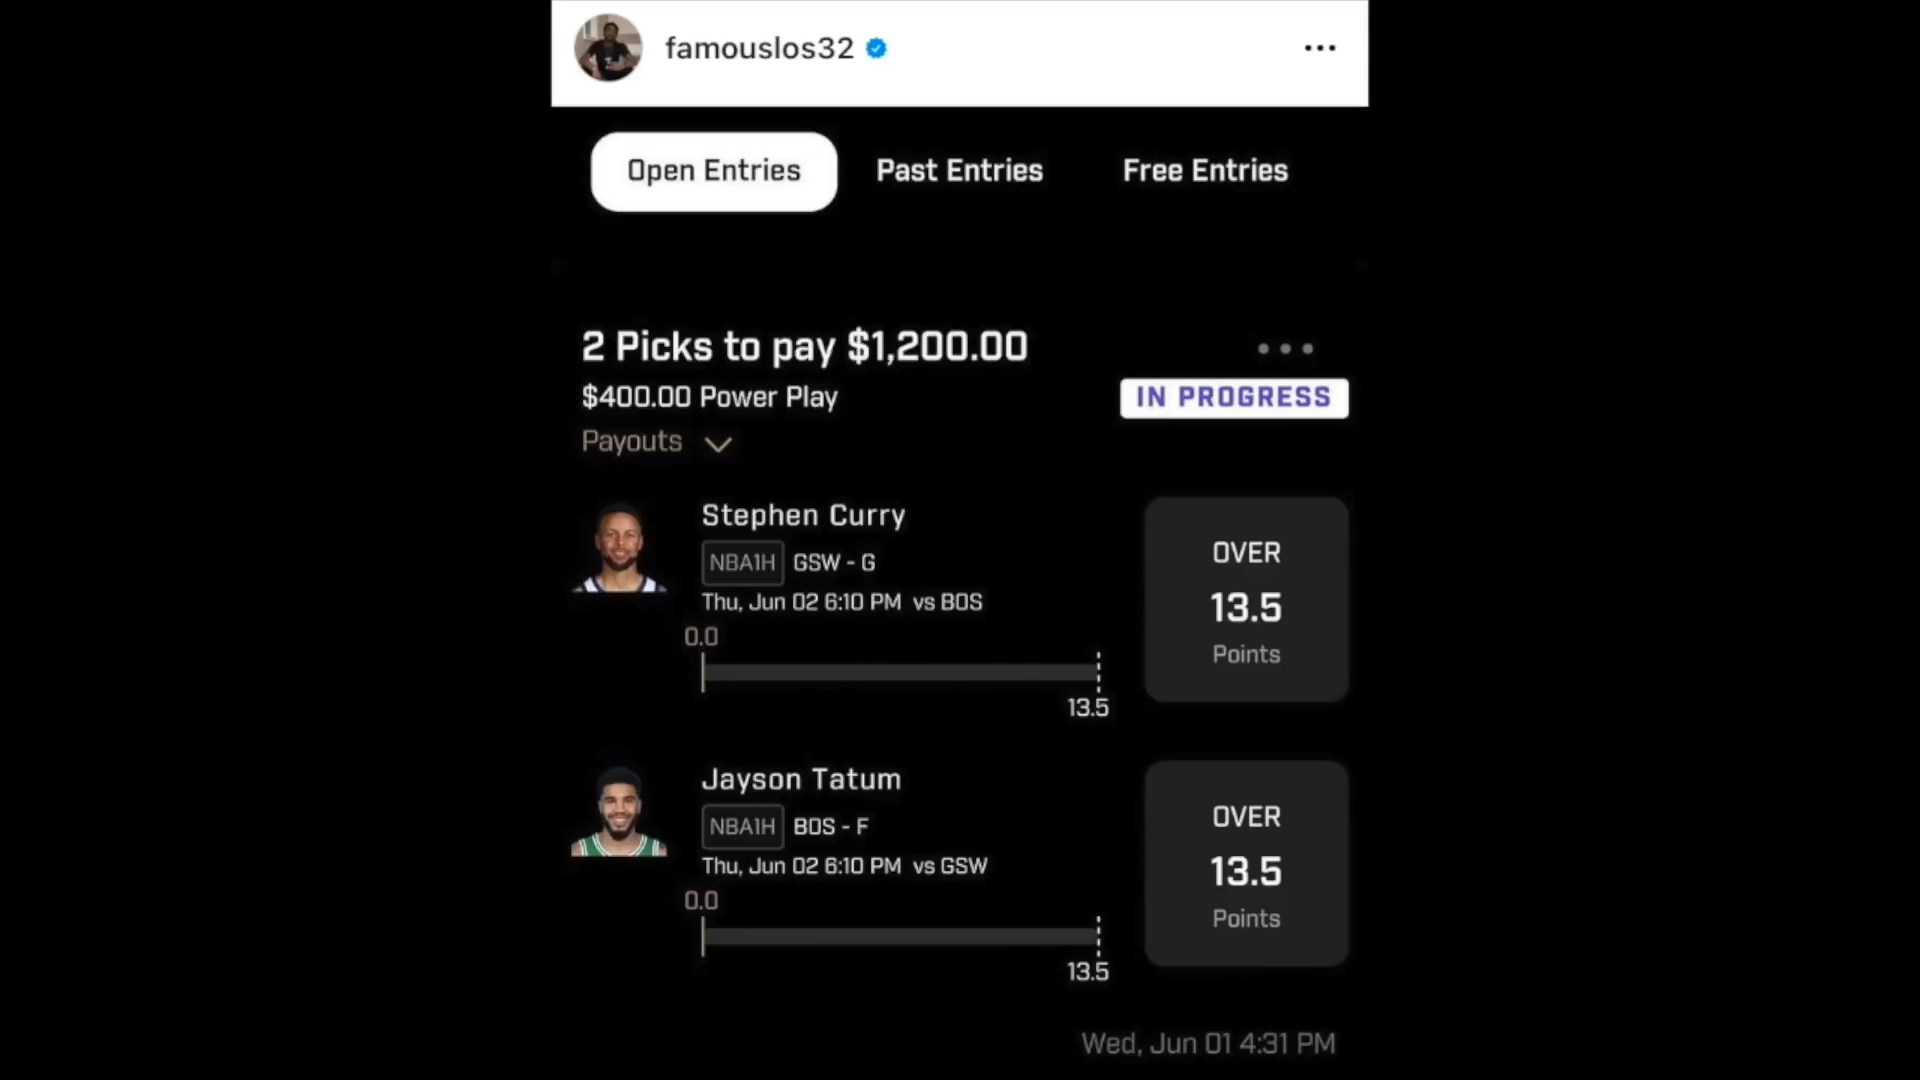 famouslos32
Open Entries Past Entries Free Entries
2 Picks to pay $1,200.00
$400.00 Power Play
IN PROGRESS
Payouts
Stephen Curry
NBA1H GSW - G
Thu, Jun 02 6:10 PM vs BOS
0.0
13.5
OVER
13.5
Points
Jayson Tatum
NBA1H BOS - F
Thu, Jun 02 6:10 PM vs GSW
0.0
13.5
OVER
13.5
Points
Wed, Jun 01 4:31 PM